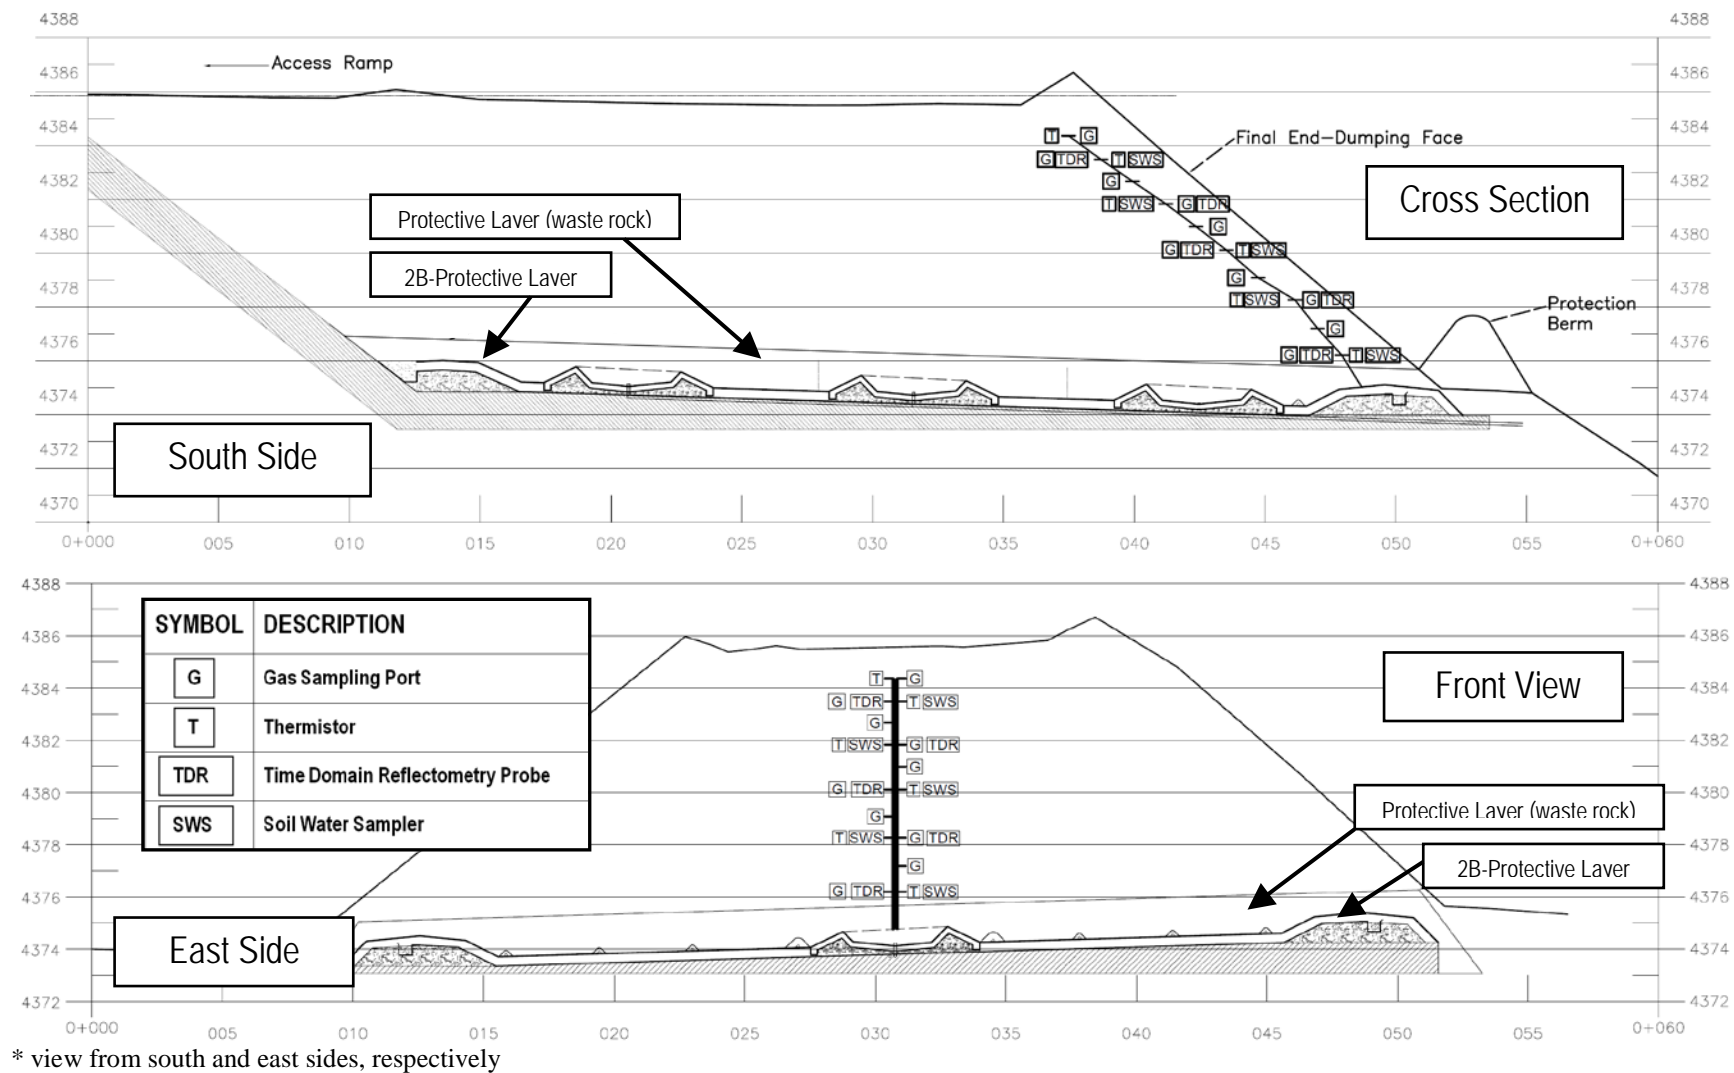 4388 4388
4386 Access Ramp 4386
4384 T G Final End-Dumping Face 4384
G TDR T SWS
4382 G Cross Section 4382
Protective Laver (waste rock) T SWS G TDR
4380 G 4380
2B-Protective Laver G TDR T SWS
4378 G 4378
T SWS G TDR Protection
Berm
4376 G 4376
G TDR T SWS
4374 4374
South Side
4372 4372
4370 4370
0+000 005 010 015 020 025 030 035 040 045 050 055 0+060
4388 4388
SYMBOL DESCRIPTION
4386 4386
G Gas Sampling Port T G Front View
4384 4384
G TDR T SWS
T Thermistor G
4382 T SWS G TDR 4382
TDR Time Domain Reflectometry Probe G
4380 G TDR T SWS 4380
Protective Laver (waste rock)
SWS Soil Water Sampler G
4378 T SWS G TDR 4378
G 2B-Protective Laver
4376 G TDR T SWS 4376
4374 East Side 4374
4372 4372
0+000 005 010 015 020 025 030 035 040 045 050 055 0+060
* view from south and east sides, respectively